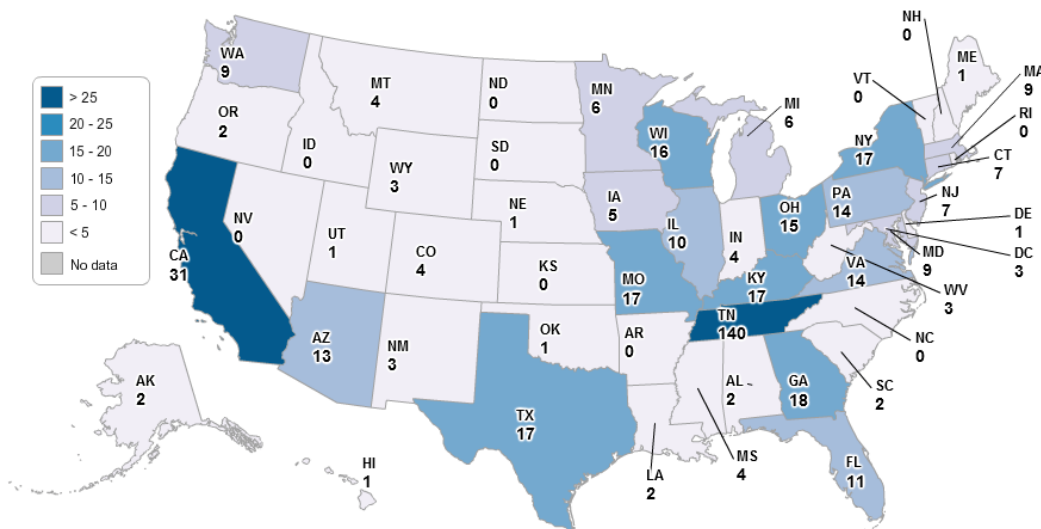 > 25
20 - 25
15 - 20
10 - 15
5 - 10
< 5
No data
WA
9
OR
2
CA
31
NV
0
ID
0
MT
4
WY
3
UT
1
AZ
13
CO
4
NM
3
ND
0
SD
0
NE
1
KS
0
OK
1
TX
17
MN
6
IA
5
MO
17
AR
0
LA
2
WI
16
IL
10
MI
6
IN
4
OH
15
KY
17
TN
140
MS
4
AL
2
GA
18
FL
11
SC
2
NC
0
VA
14
WV
3
PA
14
NY
17
VT
0
NH
0
ME
1
MA
9
RI
0
CT
7
NJ
7
DE
1
MD
9
DC
3
AK
2
HI
1